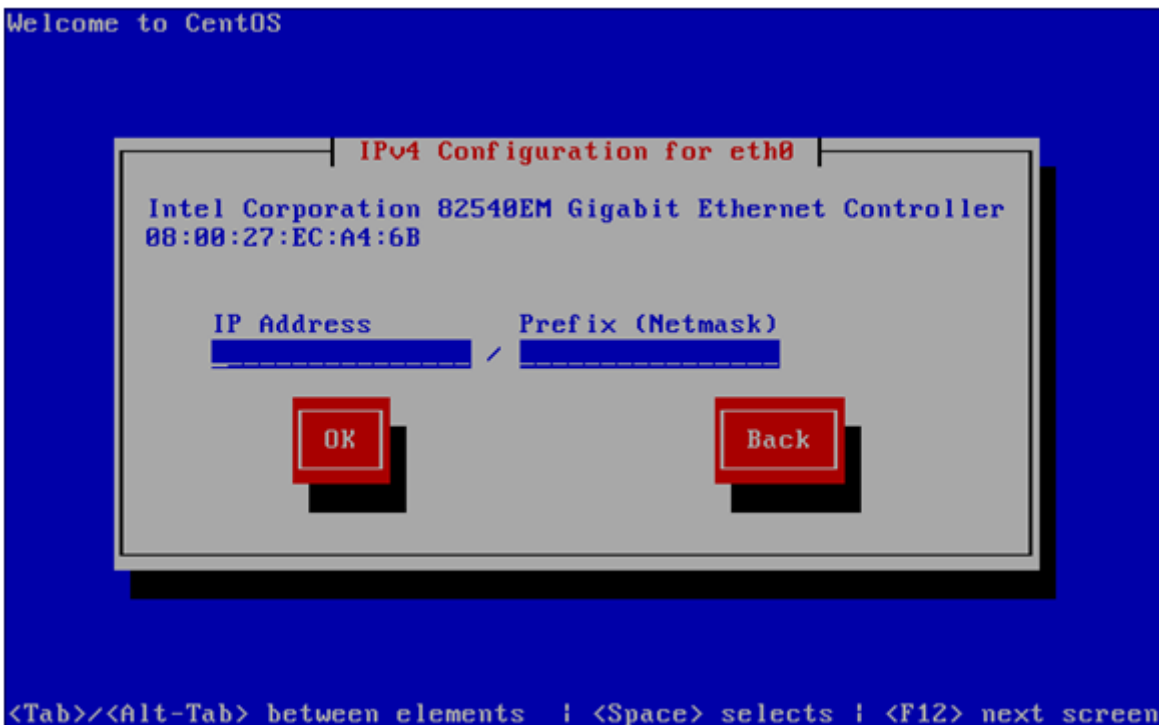 Welcome to CentOS
IPv4 Configuration for eth0
Intel Corporation 82540EM Gigabit Ethernet Controller
08:00:27:EC:A4:6B
IP Address Prefix (Netmask)
/
OK Back
<Tab>/<Alt-Tab> between elements | <Space> selects | <F12> next screen